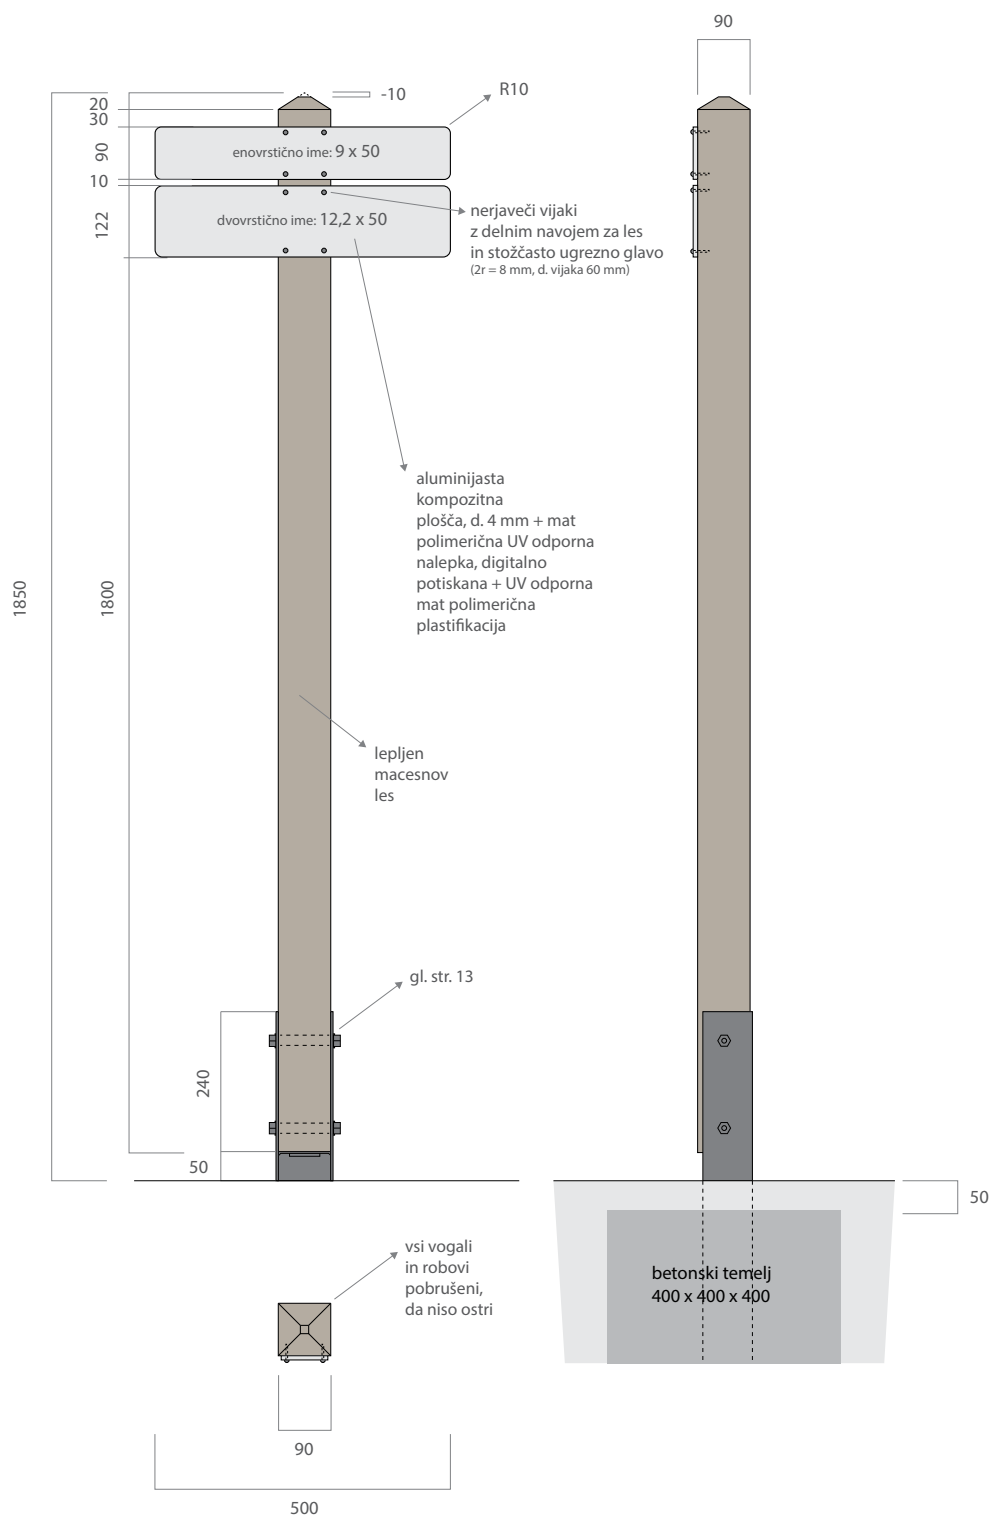 90
-10
R10
20
30
90
10
122
enovrstično ime: 9 x 50
dvovrstično ime: 12,2 x 50
nerjaveči vijaki
z delnim navojem za les
in stožčasto ugrezno glavo
(2r = 8 mm, d. vijaka 60 mm)
aluminijasta
kompozitna
plošča, d. 4 mm + mat
polimerična UV odporna
nalepka, digitalno
potiskana + UV odporna
mat polimerična
plastifikacija
1850
1800
lepljen
macesnov
les
gl. str. 13
240
50
50
vsi vogali
in robovi
pobrušeni,
da niso ostri
betonski temelj
400 x 400 x 400
90
500